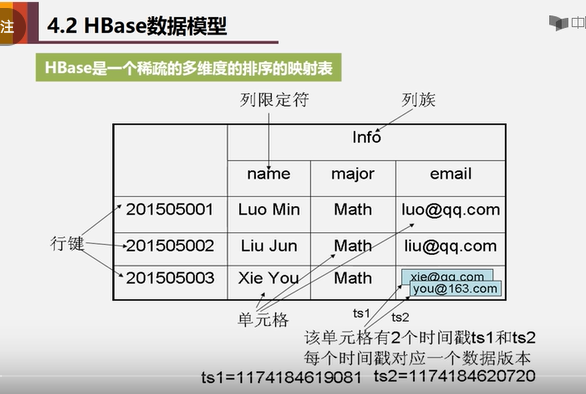 注
4.2 HBase数据模型
中
HBase是一个稀疏的多维度的排序的映射表
列限定符
列族
Info
name major email
201505001 Luo Min Math luo@qq.com
行键
201505002 Liu Jun Math liu@qq.com
201505003 Xie You Math xie@qq.com
you@163.com
单元格
ts1 ts2
该单元格有2个时间戳ts1和ts2
每个时间戳对应一个数据版本
ts1=1174184619081 ts2=1174184620720